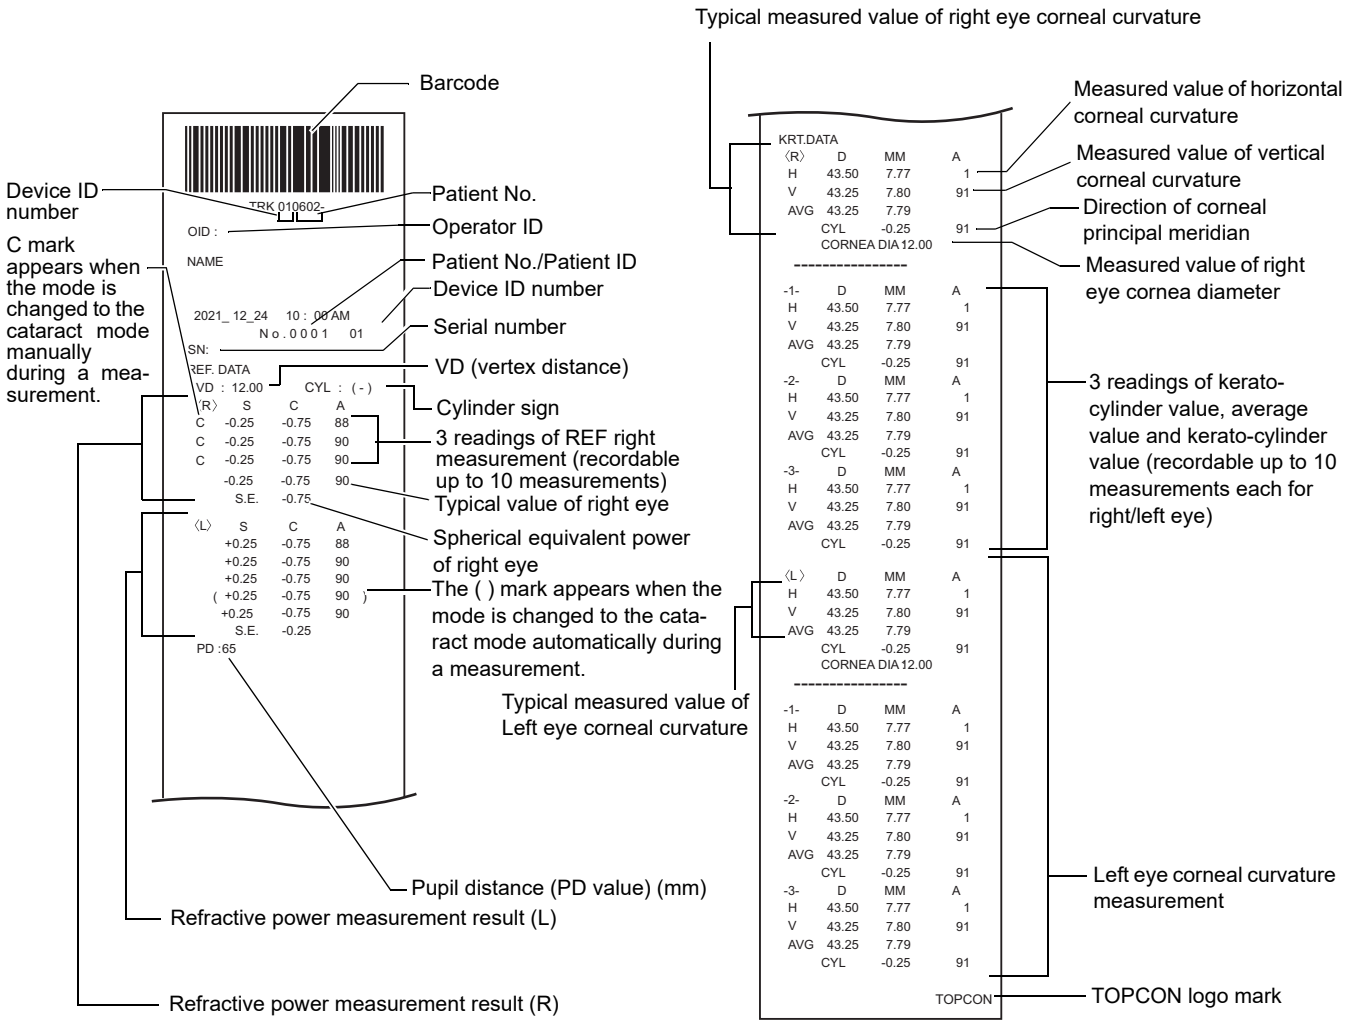 Typical measured value of right eye corneal curvature
Barcode
Device ID
number
TRK 010602-
Patient No.
OID :
Operator ID
C mark
appears when
the mode is
changed to the
cataract mode
manually
during a mea-
surement.
NAME
Patient No./Patient ID
Device ID number
2021_ 12_24 10 : 00 AM
No.0001 01
Serial number
SN:
REF. DATA
VD (vertex distance)
VD : 12.00 CYL : ( - )
Cylinder sign
〈R〉 S C A
C -0.25 -0.75 88
C -0.25 -0.75 90
C -0.25 -0.75 90
-0.25 -0.75 90
S.E. -0.75
3 readings of REF right
measurement (recordable
up to 10 measurements)
Typical value of right eye
Spherical equivalent power
of right eye
〈L〉 S C A
+0.25 -0.75 88
+0.25 -0.75 90
+0.25 -0.75 90
( +0.25 -0.75 90 )
+0.25 -0.75 90
S.E. -0.25
The ( ) mark appears when the
mode is changed to the cata-
ract mode automatically during
a measurement.
PD :65
Pupil distance (PD value) (mm)
Refractive power measurement result (L)
Refractive power measurement result (R)
KRT.DATA
〈R〉 D MM A
H 43.50 7.77 1
V 43.25 7.80 91
AVG 43.25 7.79
CYL -0.25 91
CORNEA DIA 12.00
----------------
Measured value of horizontal
corneal curvature
Measured value of vertical
corneal curvature
Direction of corneal
principal meridian
Measured value of right
eye cornea diameter
-1- D MM A
H 43.50 7.77 1
V 43.25 7.80 91
AVG 43.25 7.79
CYL -0.25 91
-2- D MM A
H 43.50 7.77 1
V 43.25 7.80 91
AVG 43.25 7.79
CYL -0.25 91
-3- D MM A
H 43.50 7.77 1
V 43.25 7.80 91
AVG 43.25 7.79
CYL -0.25 91
3 readings of kerato-
cylinder value, average
value and kerato-cylinder
value (recordable up to 10
measurements each for
right/left eye)
〈L〉 D MM A
H 43.50 7.77 1
V 43.25 7.80 91
AVG 43.25 7.79
CYL -0.25 91
CORNEA DIA 12.00
----------------
Typical measured value of
Left eye corneal curvature
-1- D MM A
H 43.50 7.77 1
V 43.25 7.80 91
AVG 43.25 7.79
CYL -0.25 91
-2- D MM A
H 43.50 7.77 1
V 43.25 7.80 91
AVG 43.25 7.79
CYL -0.25 91
-3- D MM A
H 43.50 7.77 1
V 43.25 7.80 91
AVG 43.25 7.79
CYL -0.25 91
Left eye corneal curvature
measurement
TOPCON
TOPCON logo mark